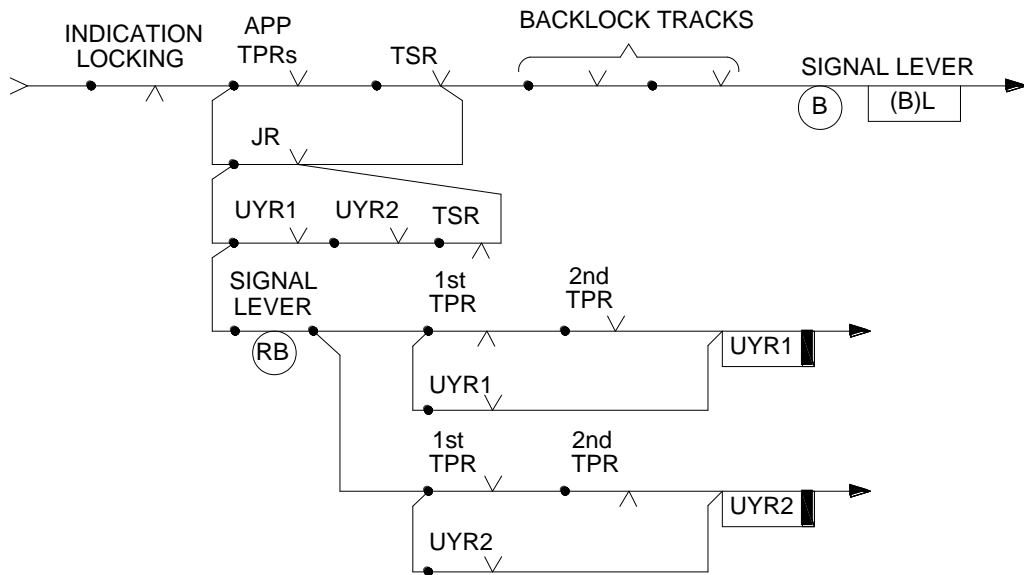 BACKLOCK TRACKS
INDICATION
LOCKING
APP
TPRs
TSR
SIGNAL LEVER
B
(B)L
JR
UYR1
UYR2
TSR
SIGNAL
LEVER
RB
1st
TPR
2nd
TPR
UYR1
UYR1
1st
TPR
2nd
TPR
UYR2
UYR2